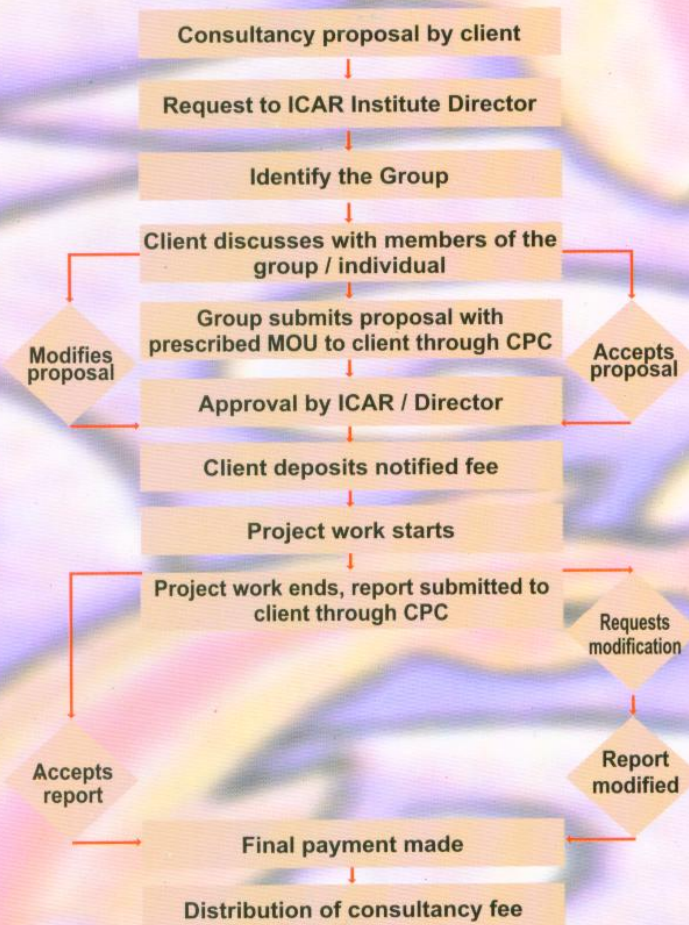 Consultancy proposal by client
Request to ICAR Institute Director
Identify the Group
Client discusses with members of the
group / individual
Group submits proposal with
prescribed MOU to client through CPC
Modifies
proposal
Accepts
proposal
Approval by ICAR / Director
Client deposits notified fee
Project work starts
Project work ends, report submitted to
client through CPC
Requests
modification
Accepts
report
Report
modified
Final payment made
Distribution of consultancy fee